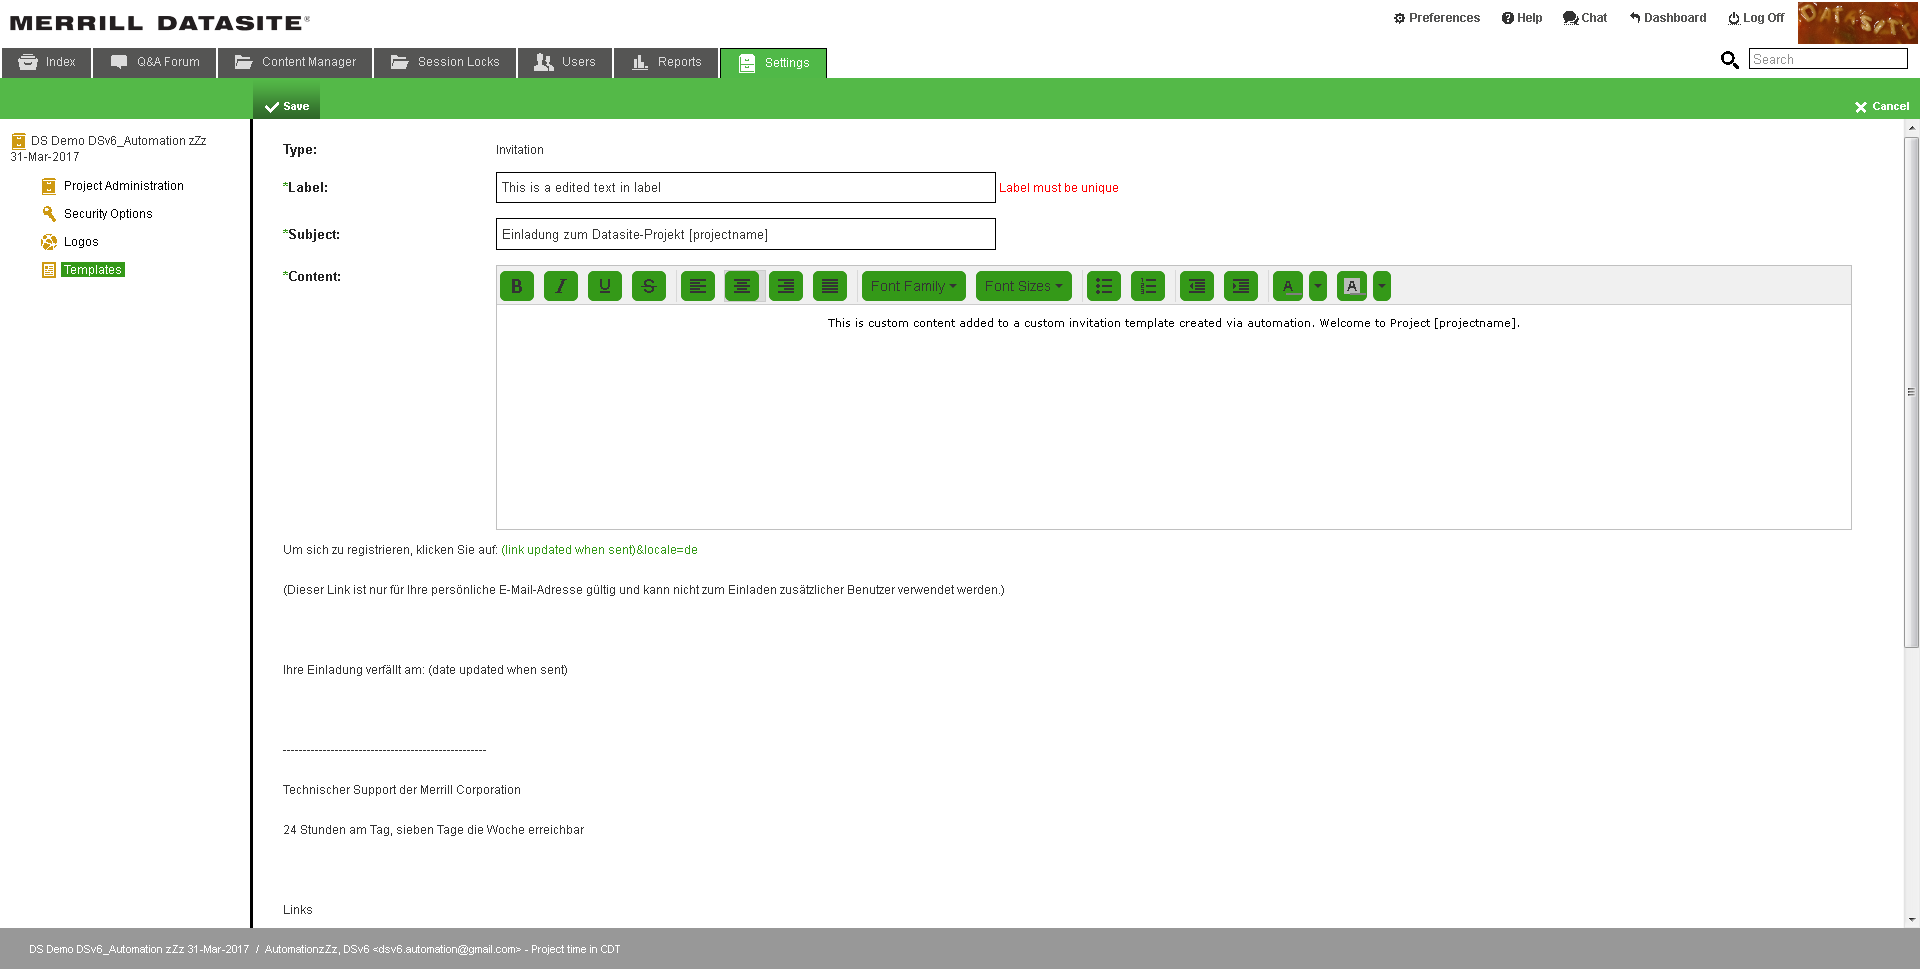 MERRILL DATASITE®
Preferences Help Chat Dashboard Log Off
DATASITE
Index Q&A Forum Content Manager Session Locks Users Reports Settings
Search
Save Cancel
DS Demo DSv6_Automation zZz
31-Mar-2017
Project Administration
Security Options
Logos
Templates
Type: Invitation
*Label: This is a edited text in label Label must be unique
*Subject: Einladung zum Datasite-Projekt [projectname]
*Content:
B I U S Font Family Font Sizes A A
This is custom content added to a custom invitation template created via automation. Welcome to Project [projectname].
Um sich zu registrieren, klicken Sie auf: (link updated when sent)&locale=de
(Dieser Link ist nur für Ihre persönliche E-Mail-Adresse gültig und kann nicht zum Einladen zusätzlicher Benutzer verwendet werden.)
Ihre Einladung verfällt am: (date updated when sent)
---------------------------------------------------
Technischer Support der Merrill Corporation
24 Stunden am Tag, sieben Tage die Woche erreichbar
Links
DS Demo DSv6_Automation zZz 31-Mar-2017 / AutomationzZz, DSv6 <dsv6.automation@gmail.com> - Project time in CDT